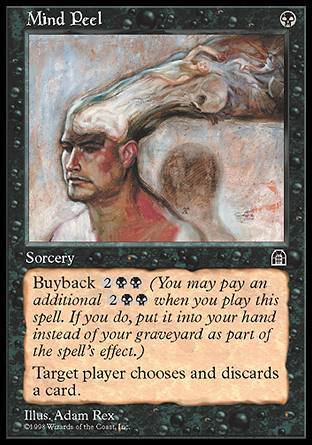 Mind Peel
Sorcery
Buyback 2 (You may pay an
additional 2 when you play this
spell. If you do, put it into your hand
instead of your graveyard as part of
the spell's effect.)
Target player chooses and discards
a card.
Illus. Adam Rex
©1998 Wizards of the Coast, Inc.